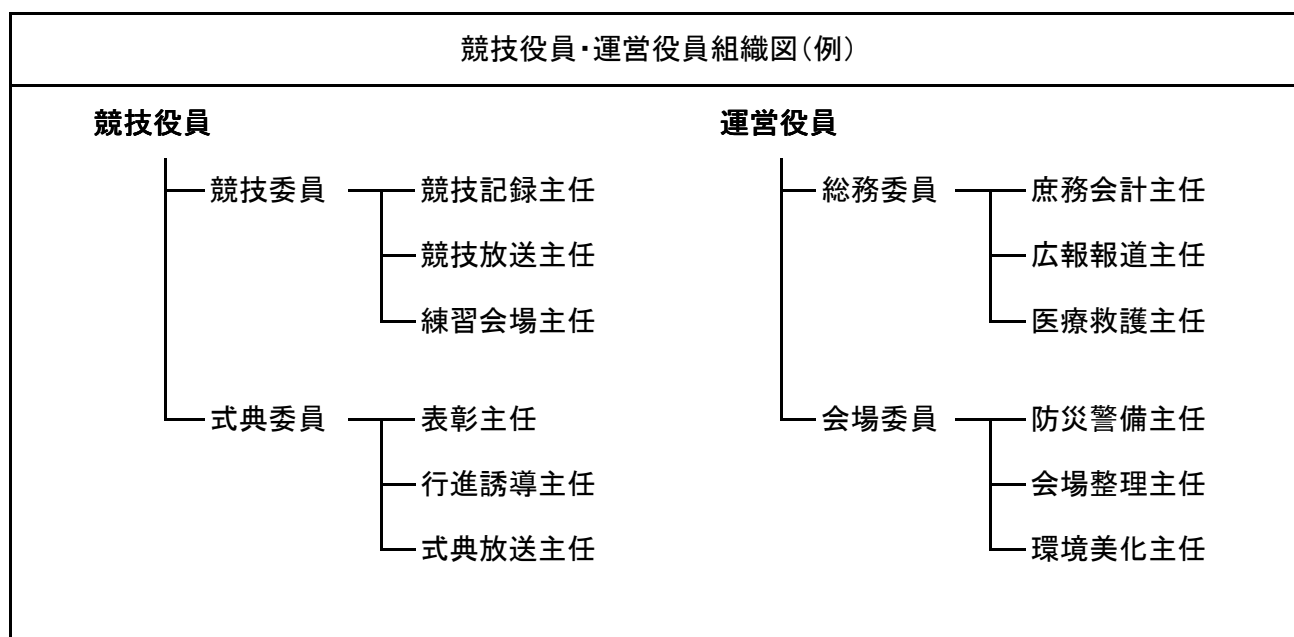 競技役員・運営役員組織図(例)
競技役員
競技委員
競技記録主任
競技放送主任
練習会場主任
式典委員
表彰主任
行進誘導主任
式典放送主任
運営役員
総務委員
庶務会計主任
広報報道主任
医療救護主任
会場委員
防災警備主任
会場整理主任
環境美化主任